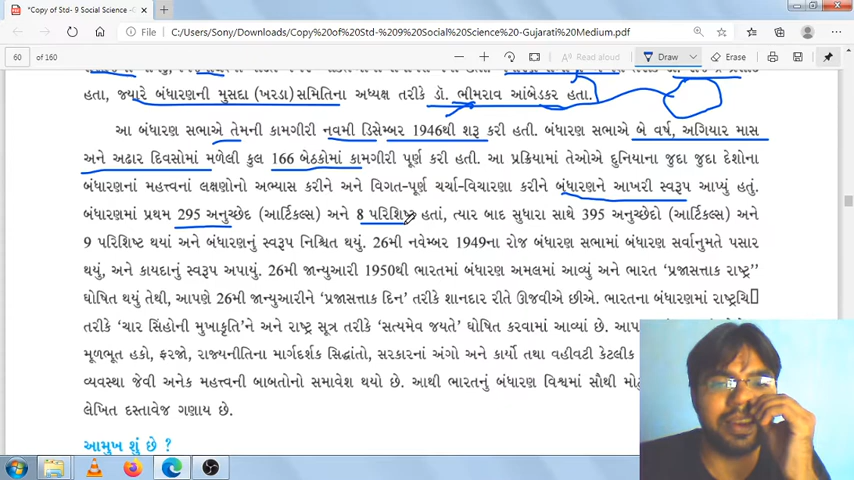 *Copy of Std- 9 Social Science -
File
C:/Users/Sony/Downloads/Copy%20of%20Std-%209%20Social%20Science%20-%20Gujarati%20Medium.pdf
60 of 160
Read aloud
Draw
Erase
હતા, જ્યારે બંધારણની મુસદા (ખરડા)સમિતિના અધ્યક્ષ તરીકે ડૉ. ભીમરાવ આંબેડકર હતા.
આ બંધારણ સભાએ તેમની કામગીરી નવમી ડિસેમ્બર 1946થી શરૂ કરી હતી. બંધારણ સભાએ બે વર્ષ, અગિયાર માસ
અને અઢાર દિવસોમાં મળેલી કુલ 166 બેઠકોમાં કામગીરી પૂર્ણ કરી હતી. આ પ્રક્રિયામાં તેઓએ દુનિયાના જુદા જુદા દેશોના
બંધારણનાં મહત્ત્વનાં લક્ષણોનો અભ્યાસ કરીને અને વિગત-પૂર્ણ ચર્ચા-વિચારણા કરીને બંધારણને આખરી સ્વરૂપ આપ્યું હતું.
બંધારણમાં પ્રથમ 295 અનુચ્છેદ (આર્ટિકલ્સ) અને 8 પરિશિષ્ટ હતાં, ત્યાર બાદ સુધારા સાથે 395 અનુચ્છેદો (આર્ટિકલ્સ) અને
9 પરિશિષ્ટ થયાં અને બંધારણનું સ્વરૂપ નિશ્ચિત થયું. 26મી નવેમ્બર 1949ના રોજ બંધારણ સભામાં બંધારણ સર્વાનુમતે પસાર
થયું, અને કાયદાનું સ્વરૂપ અપાયું. 26મી જાન્યુઆરી 1950થી ભારતમાં બંધારણ અમલમાં આવ્યું અને ભારત ‘પ્રજાસત્તાક રાષ્ટ્ર’’
ઘોષિત થયું તેથી, આપણે 26મી જાન્યુઆરીને ‘પ્રજાસત્તાક દિન’ તરીકે શાનદાર રીતે ઊજવીએ છીએ. ભારતના બંધારણમાં રાષ્ટ્રચિ
તરીકે ‘ચાર સિંહોની મુખાકૃતિ’ને અને રાષ્ટ્ર સૂત્ર તરીકે ‘સત્યમેવ જયતે’ ઘોષિત કરવામાં આવ્યાં છે.
મૂળભૂત હકો, ફરજો, રાજ્યનીતિના માર્ગદર્શક સિદ્ધાંતો, સરકારનાં અંગો અને કાર્યો તથા વહીવટી કેટલીક
વ્યવસ્થા જેવી અનેક મહત્ત્વની બાબતોનો સમાવેશ થયો છે. આથી ભારતનું બંધારણ વિશ્વમાં સૌથી
લેખિત દસ્તાવેજ ગણાય છે.
આમુખ શું છે ?